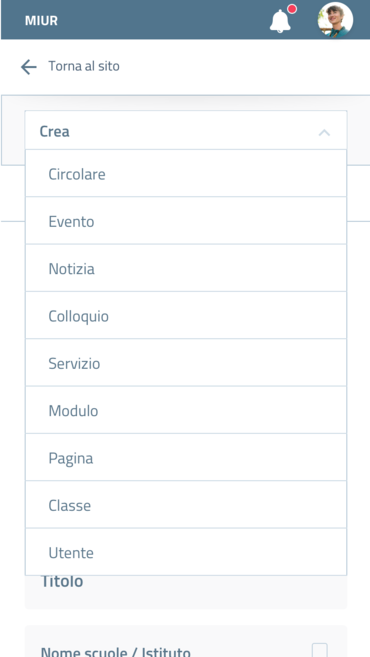 MIUR
Torna al sito
Crea
Circolare
Evento
Notizia
Colloquio
Servizio
Modulo
Pagina
Classe
Utente
Titolo
Nome scuole / Istituto